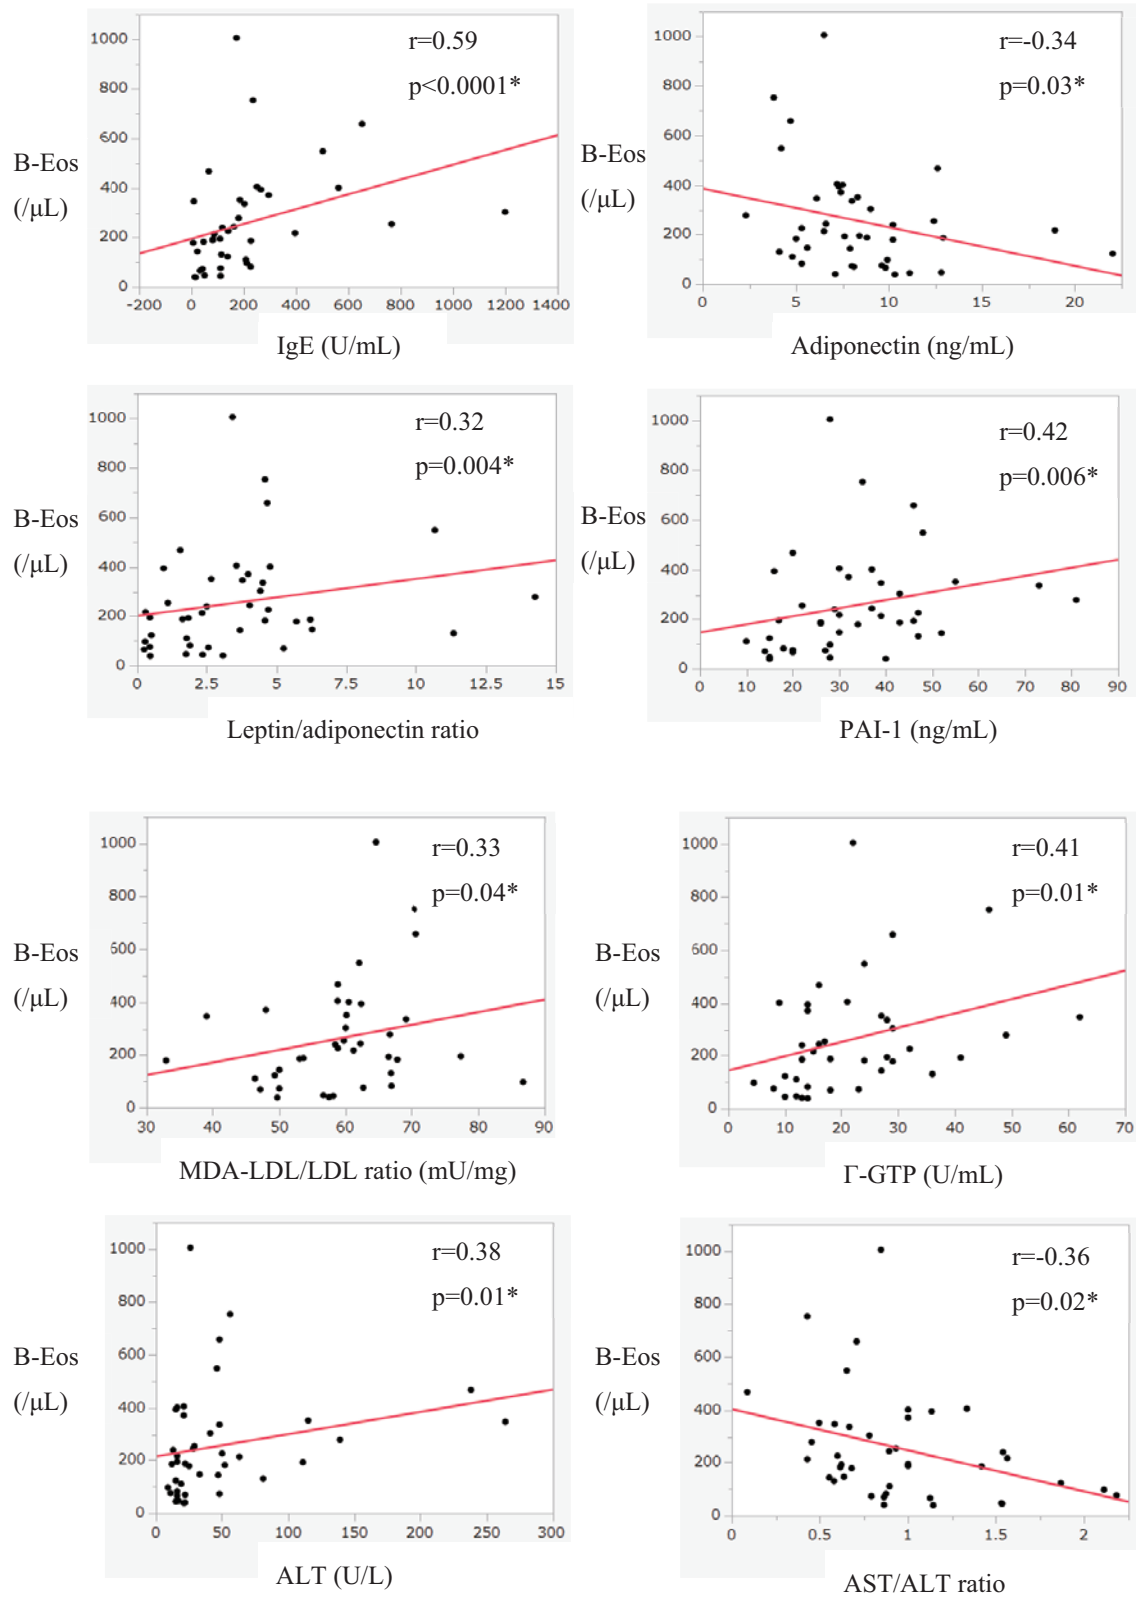 1000
800
600
400
200
0
-200 0 200 400 600 800 1000 1200 1400
B-Eos
(/μL)
r=0.59
p<0.0001*
IgE (U/mL)
1000
800
600
400
200
0
0 5 10 15 20
B-Eos
(/μL)
r=-0.34
p=0.03*
Adiponectin (ng/mL)
1000
800
600
400
200
0
0 2.5 5 7.5 10 12.5 15
B-Eos
(/μL)
r=0.32
p=0.004*
Leptin/adiponectin ratio
1000
800
600
400
200
0
0 10 20 30 40 50 60 70 80 90
B-Eos
(/μL)
r=0.42
p=0.006*
PAI-1 (ng/mL)
1000
800
600
400
200
0
30 40 50 60 70 80 90
B-Eos
(/μL)
r=0.33
p=0.04*
MDA-LDL/LDL ratio (mU/mg)
1000
800
600
400
200
0
0 10 20 30 40 50 60 70
B-Eos
(/μL)
r=0.41
p=0.01*
Γ-GTP (U/mL)
1000
800
600
400
200
0
0 50 100 150 200 250 300
B-Eos
(/μL)
r=0.38
p=0.01*
ALT (U/L)
1000
800
600
400
200
0
0 0.5 1 1.5 2
B-Eos
(/μL)
r=-0.36
p=0.02*
AST/ALT ratio